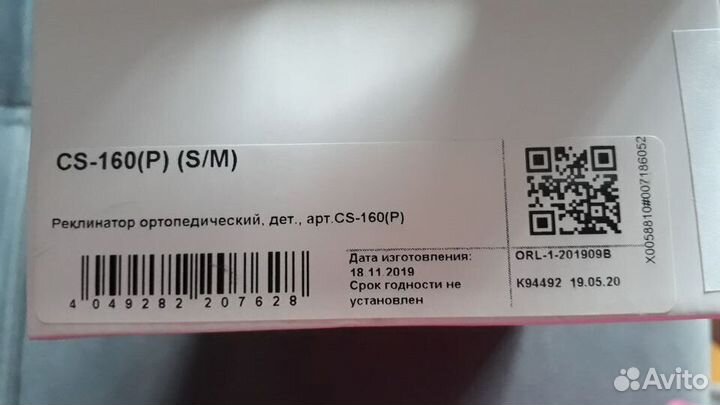 CS-160(P) (S/M)
Реклинатор ортопедический, дет., арт.CS-160(P)
4 049282 207628
Дата изготовления:
18 11 2019
Срок годности не
установлен
ORL-1-201909B
K94492 19.05.20
X0058810#007186052
Avito